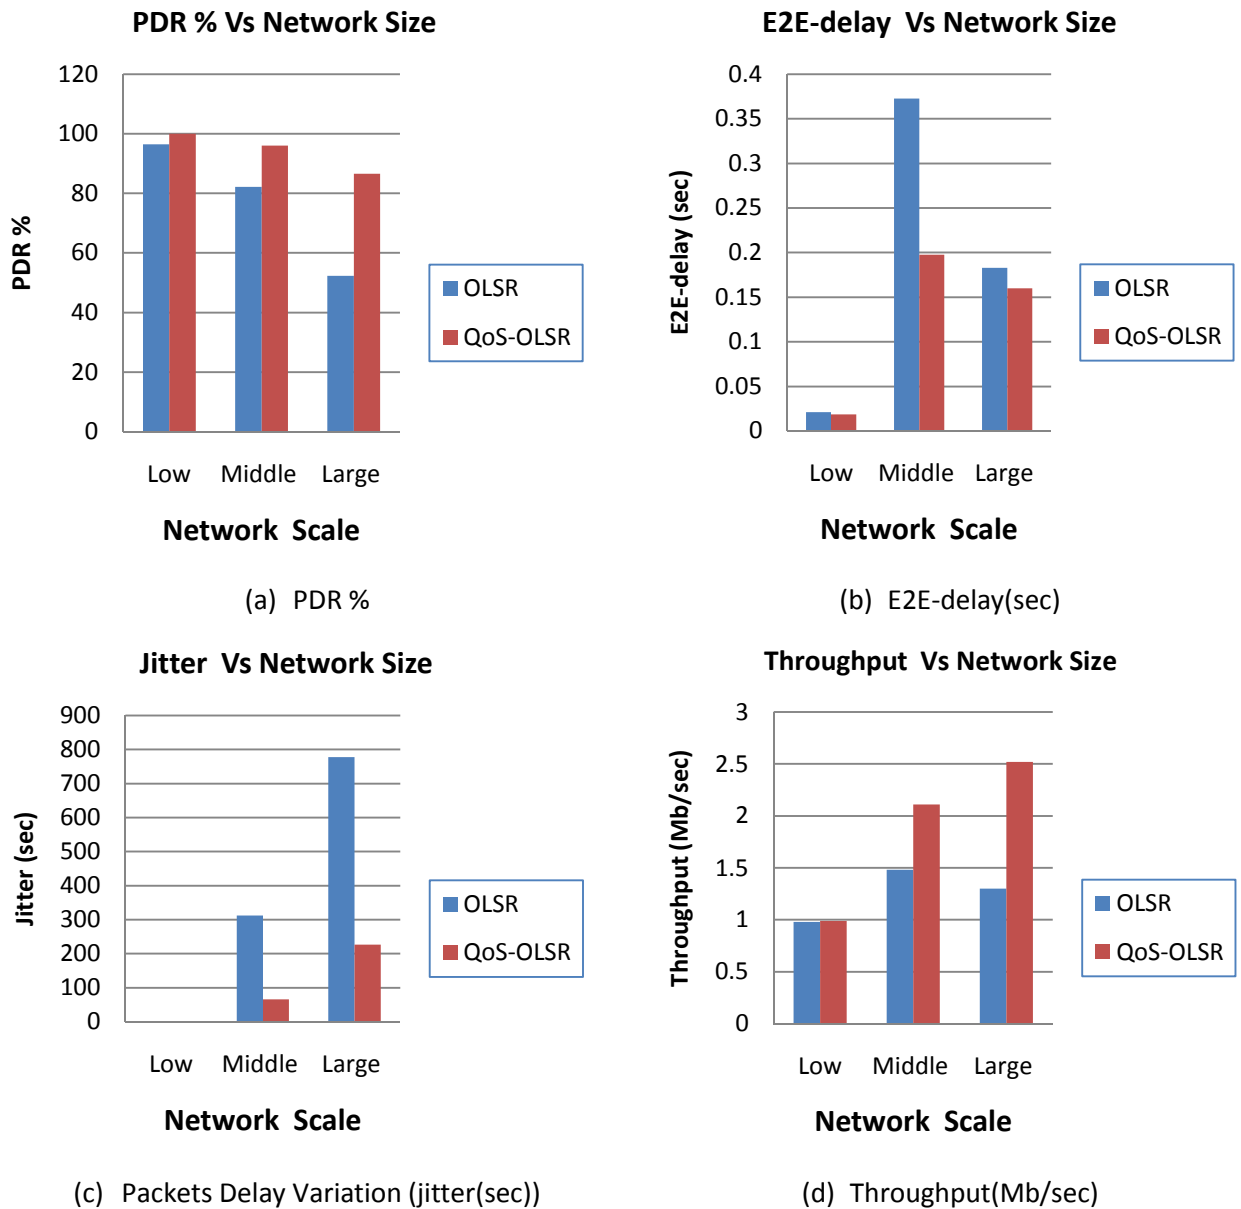 PDR % Vs Network Size
120
100
80
60
40
20
0
PDR %
Low Middle Large
Network Scale
OLSR
QoS-OLSR
(a) PDR %
E2E-delay Vs Network Size
0.4
0.35
0.3
0.25
0.2
0.15
0.1
0.05
0
E2E-delay (sec)
Low Middle Large
Network Scale
OLSR
QoS-OLSR
(b) E2E-delay(sec)
Jitter Vs Network Size
900
800
700
600
500
400
300
200
100
0
Jitter (sec)
Low Middle Large
Network Scale
OLSR
QoS-OLSR
(c) Packets Delay Variation (jitter(sec))
Throughput Vs Network Size
3
2.5
2
1.5
1
0.5
0
Throughput (Mb/sec)
Low Middle Large
Network Scale
OLSR
QoS-OLSR
(d) Throughput(Mb/sec)